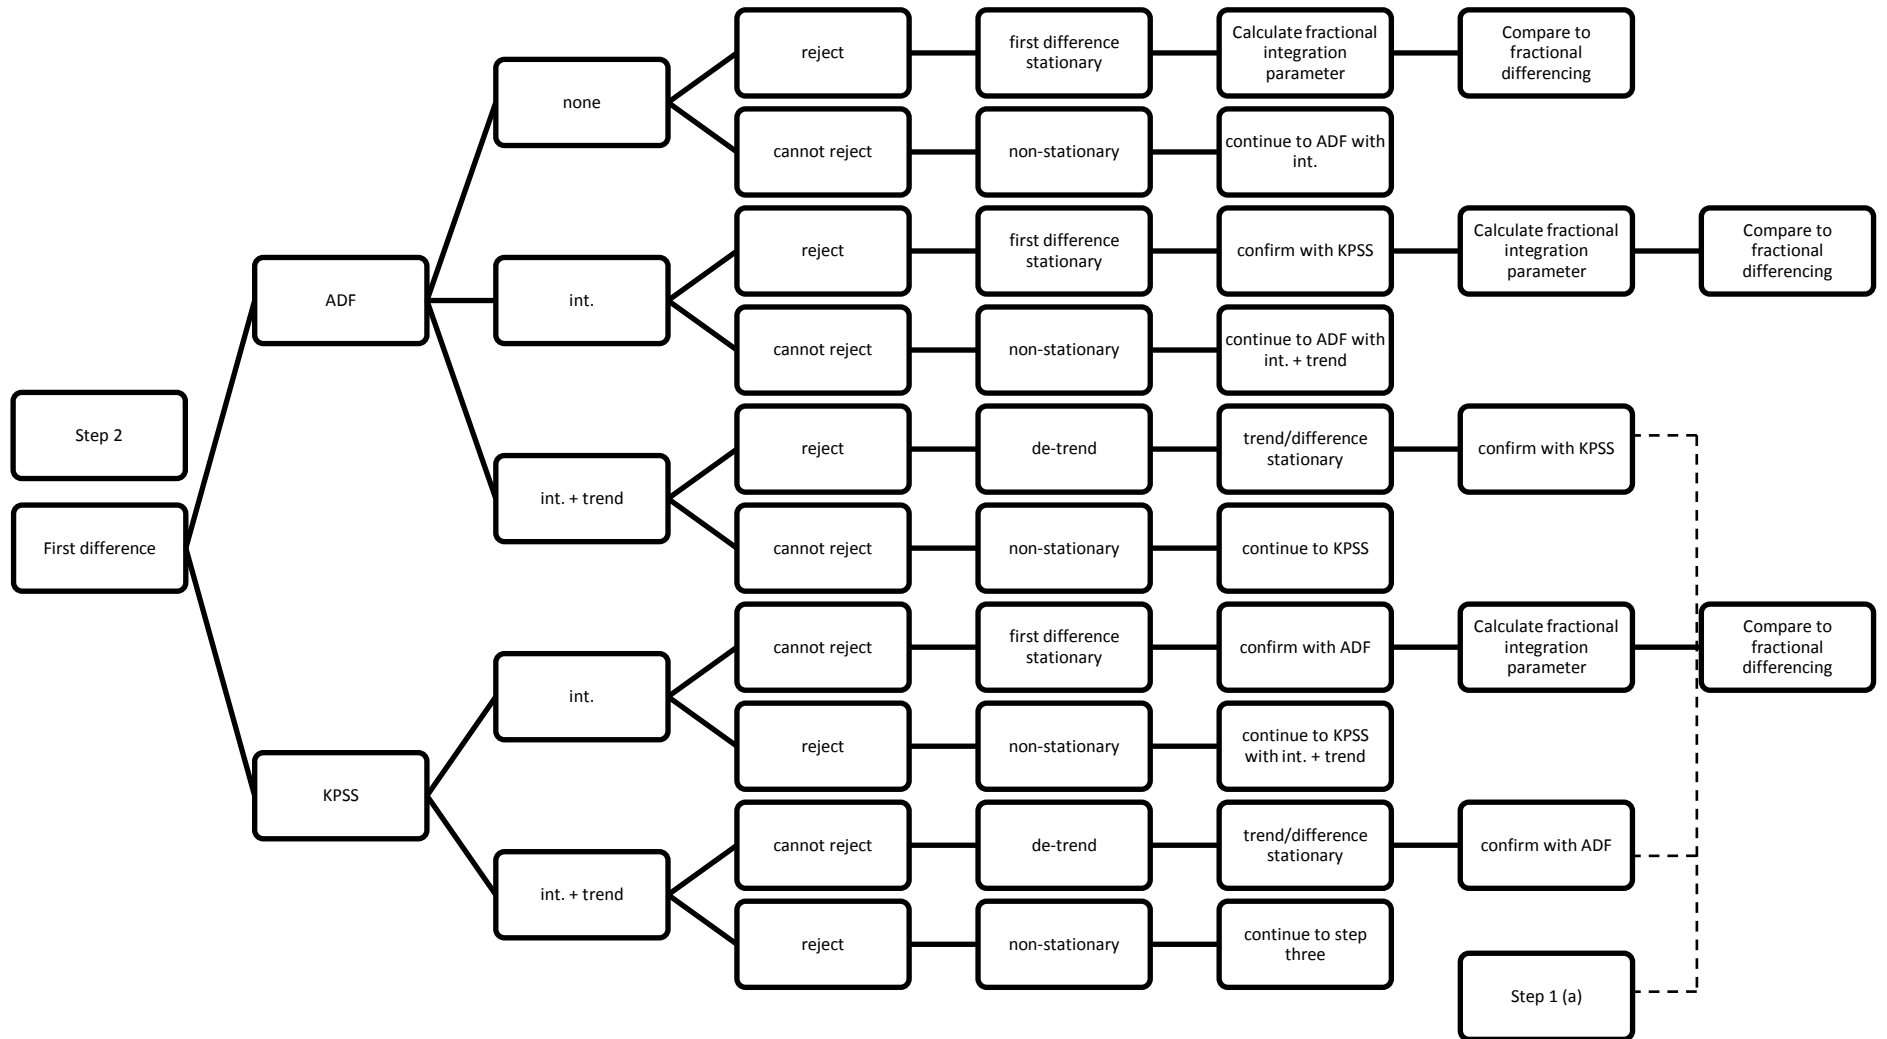 Step 2
First difference
ADF
none
reject
first difference
stationary
Calculate fractional
integration
parameter
Compare to
fractional
differencing
cannot reject
non-stationary
continue to ADF with
int.
int.
reject
first difference
stationary
confirm with KPSS
Calculate fractional
integration
parameter
Compare to
fractional
differencing
cannot reject
non-stationary
continue to ADF with
int. + trend
int. + trend
reject
de-trend
trend/difference
stationary
confirm with KPSS
cannot reject
non-stationary
continue to KPSS
KPSS
int.
cannot reject
first difference
stationary
confirm with ADF
Calculate fractional
integration
parameter
Compare to
fractional
differencing
reject
non-stationary
continue to KPSS
with int. + trend
int. + trend
cannot reject
de-trend
trend/difference
stationary
confirm with ADF
reject
non-stationary
continue to step
three
Step 1 (a)